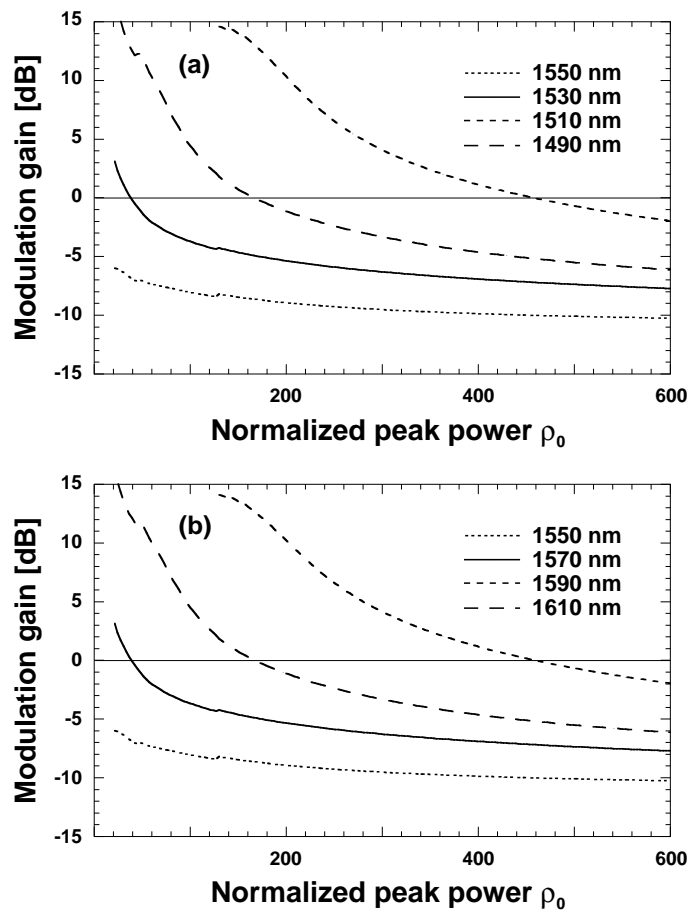 15
10
5
0
-5
-10
-15
Modulation gain [dB]
(a)
1550 nm
1530 nm
1510 nm
1490 nm
200
400
600
Normalized peak power ρ0
15
10
5
0
-5
-10
-15
Modulation gain [dB]
(b)
1550 nm
1570 nm
1590 nm
1610 nm
200
400
600
Normalized peak power ρ0